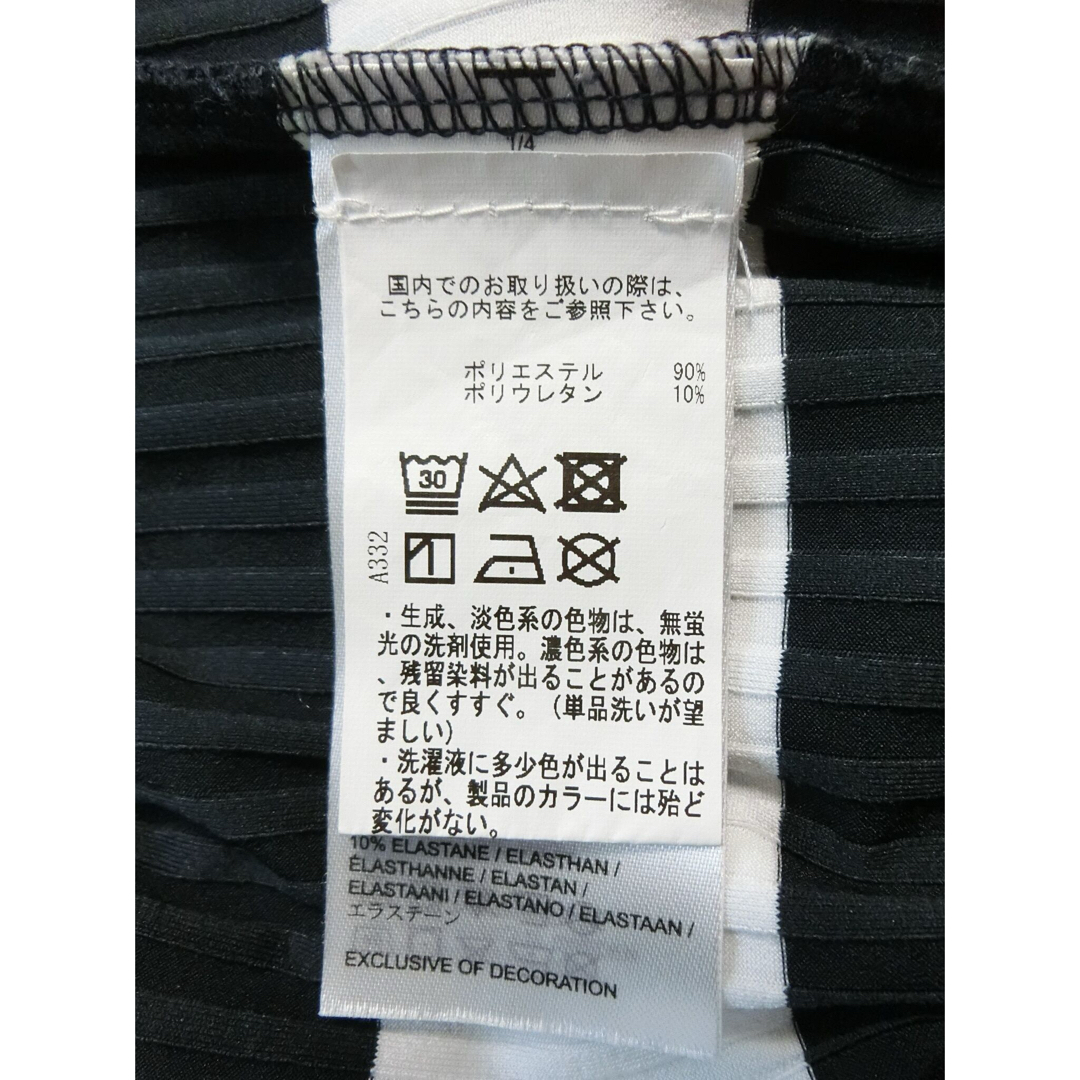 1/4
国内でのお取り扱いの際は、
こちらの内容をご参照下さい。
ポリエステル 90%
ポリウレタン 10%
30
A332
・生成、淡色系の色物は、無蛍
光の洗剤使用。濃色系の色物は
、残留染料が出ることがあるの
で良くすすぐ。（単品洗いが望
ましい）
・洗濯液に多少色が出ることは
あるが、製品のカラーには殆ど
変化がない。
10% ELASTANE / ELASTHAN /
ÉLASTHANNE / ELASTAN /
ELASTAANI / ELASTANO / ELASTAAN /
エラステーン
EXCLUSIVE OF DECORATION